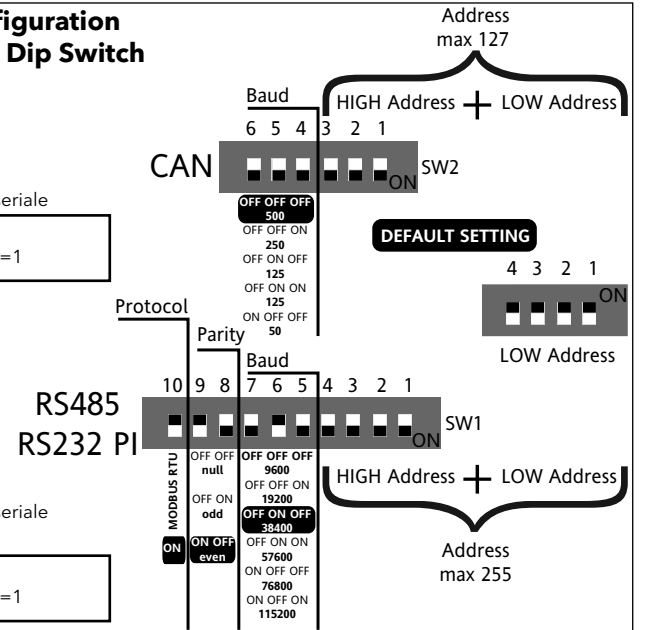 figuration
Dip Switch
Address
max 127
Baud
HIGH Address + LOW Address
6 5 4 3 2 1
CAN
ON
SW2
OFF OFF OFF
500
OFF OFF ON
250
OFF ON OFF
125
OFF ON ON
125
ON OFF OFF
50
eriale
=1
DEFAULT SETTING
4 3 2 1
ON
LOW Address
Protocol
Parity
Baud
10 9 8 7 6 5 4 3 2 1
RS485
RS232 PI
ON
SW1
MODBUS RTU
ON
OFF OFF
null
OFF ON
odd
ON OFF
even
OFF OFF OFF
9600
OFF OFF ON
19200
OFF ON OFF
38400
OFF ON ON
57600
ON OFF OFF
76800
ON OFF ON
115200
HIGH Address + LOW Address
Address
max 255
eriale
=1